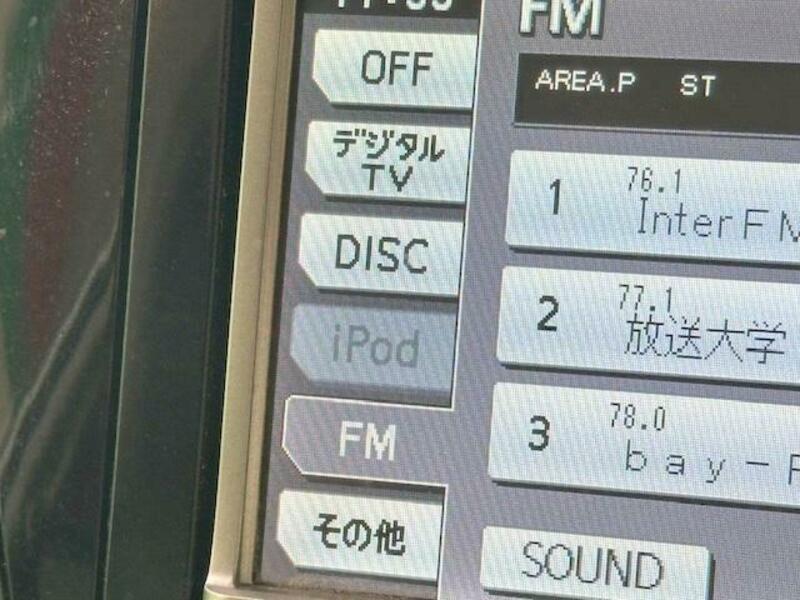 FM
OFF
AREA.P ST
デジタル
TV
1
76.1
InterFM
DISC
2
77.1
放送大学
iPod
3
78.0
ｂａｙ－
FM
その他
SOUND